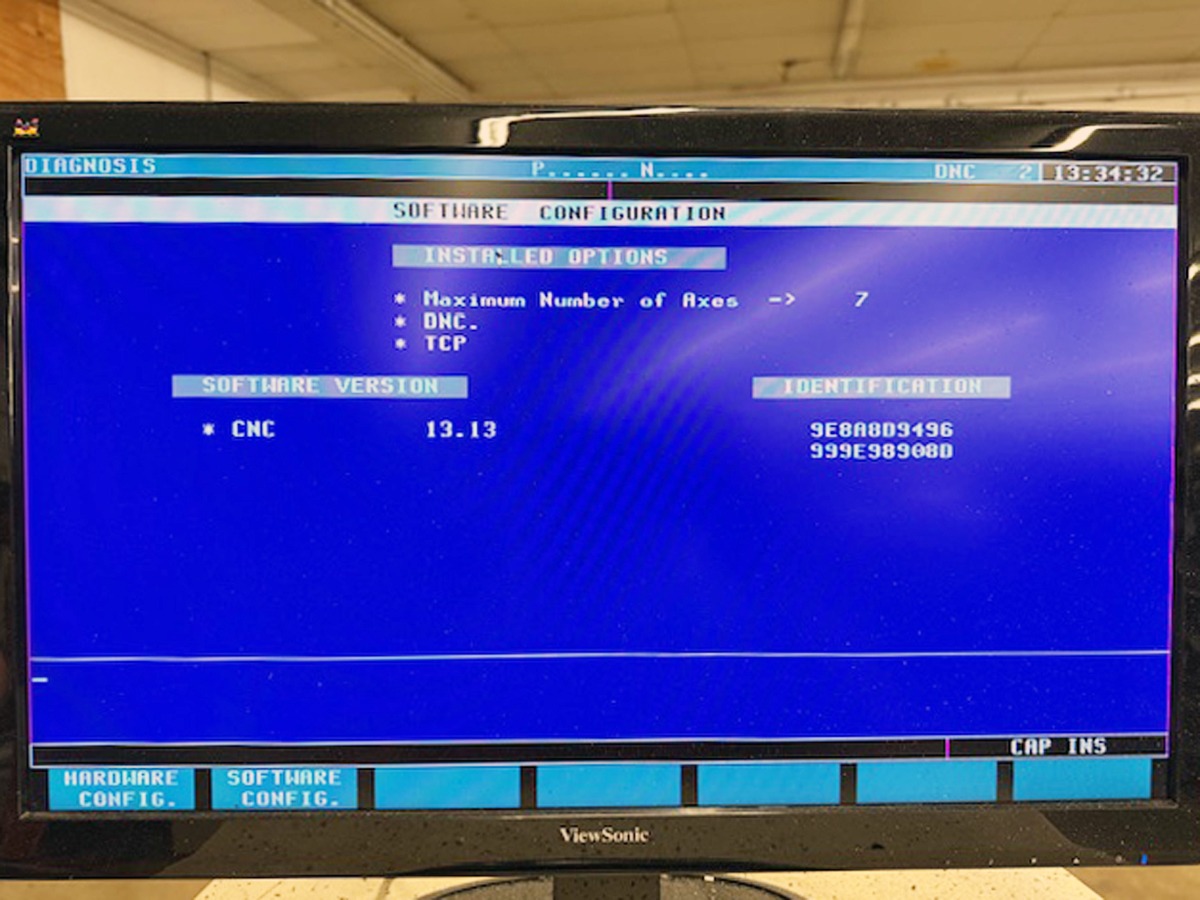 DIAGNOSIS P...... N.... DNC 2 13:34:32
SOFTWARE CONFIGURATION
INSTALLED OPTIONS
* Maximum Number of Axes -> 7
* DNC.
* TCP
SOFTWARE VERSION IDENTIFICATION
* CNC 13.13 9E8A8D9496
999E98908D
CAP INS
HARDWARE SOFTWARE
CONFIG. CONFIG.
ViewSonic